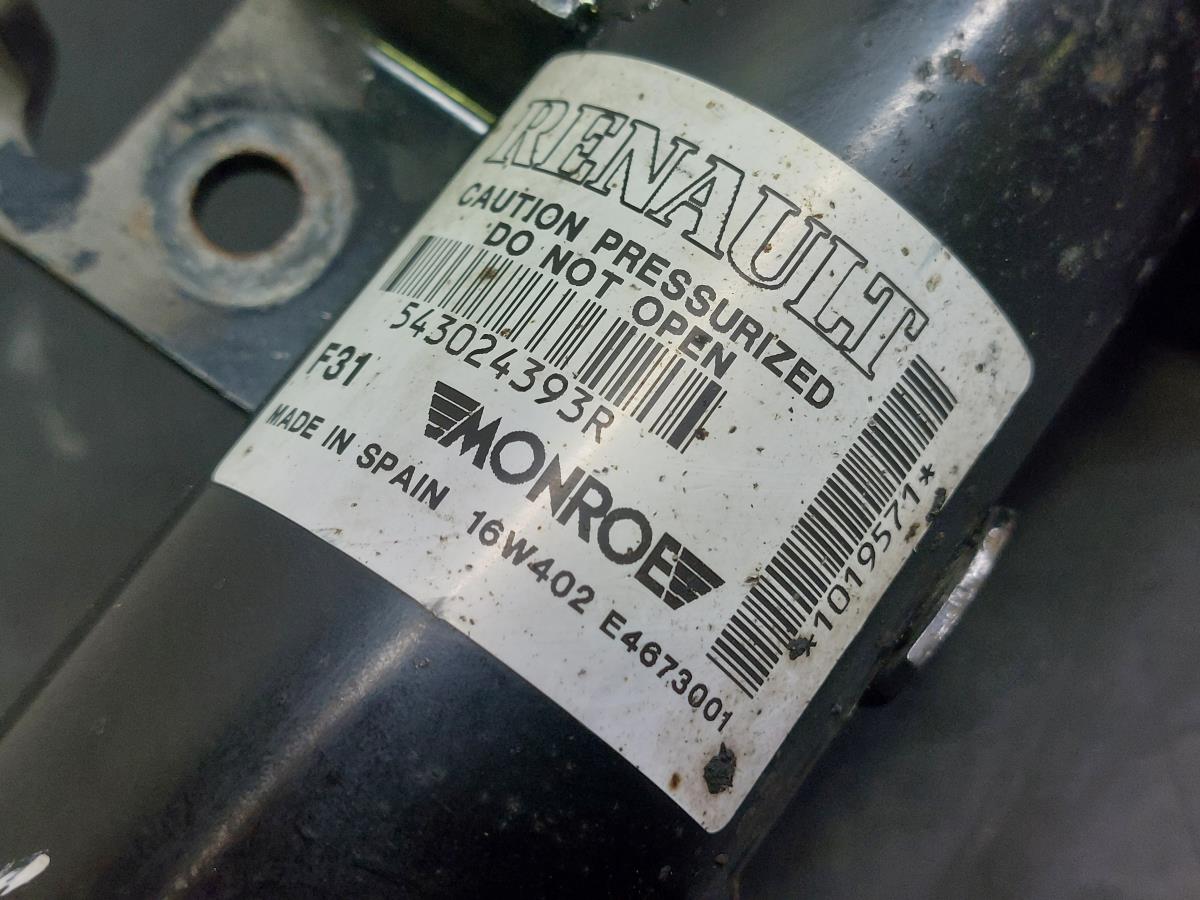 RENAULT
CAUTION PRESSURIZED
DO NOT OPEN
543024393R
F31
MONROE
MADE IN SPAIN 16W402 E4673001
*1019571*